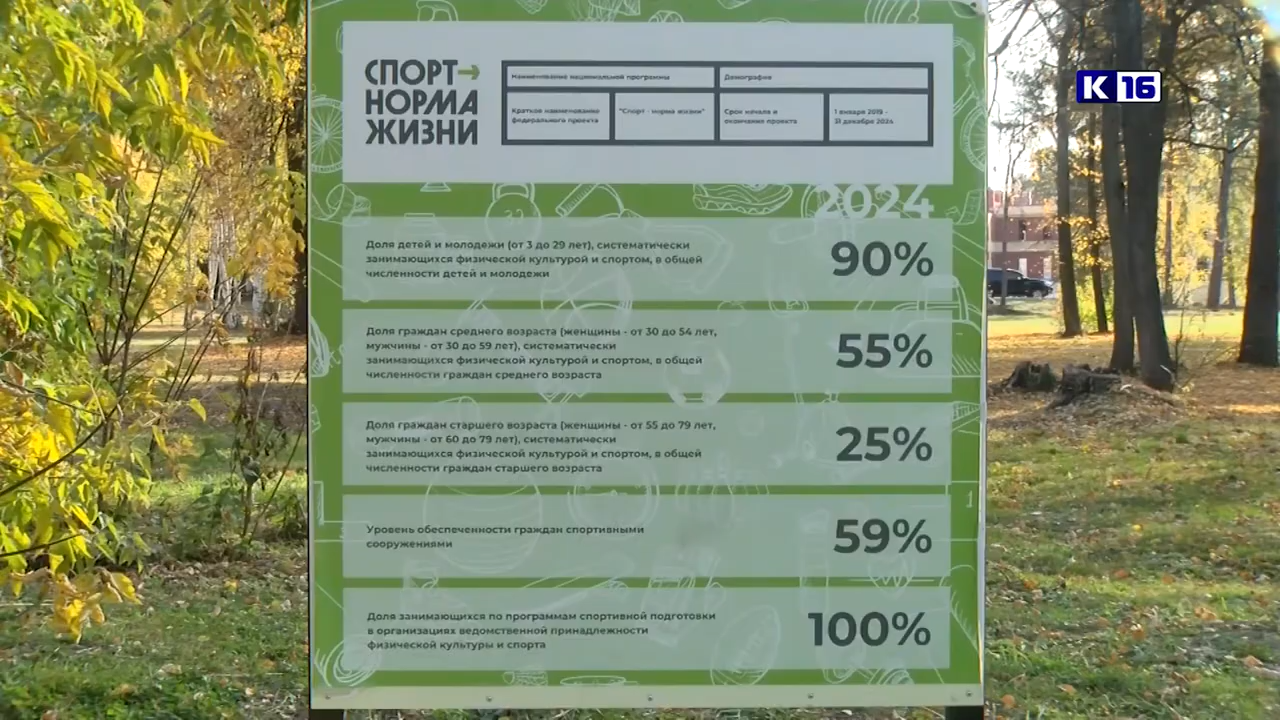 СПОРТ→
НОРМА
ЖИЗНИ
Наименование национальной программы
Демография
Краткое наименование
федерального проекта
"Спорт - норма жизни"
Срок начала и
окончания проекта
1 января 2019 -
31 декабря 2024
К 16
2024
Доля детей и молодежи (от 3 до 29 лет), систематически
занимающихся физической культурой и спортом, в общей
численности детей и молодежи
90%
Доля граждан среднего возраста (женщины - от 30 до 54 лет,
мужчины - от 30 до 59 лет), систематически
занимающихся физической культурой и спортом, в общей
численности граждан среднего возраста
55%
Доля граждан старшего возраста (женщины - от 55 до 79 лет,
мужчины - от 60 до 79 лет), систематически
занимающихся физической культурой и спортом, в общей
численности граждан старшего возраста
25%
Уровень обеспеченности граждан спортивными
сооружениями
59%
Доля занимающихся по программам спортивной подготовки
в организациях ведомственной принадлежности
физической культуры и спорта
100%